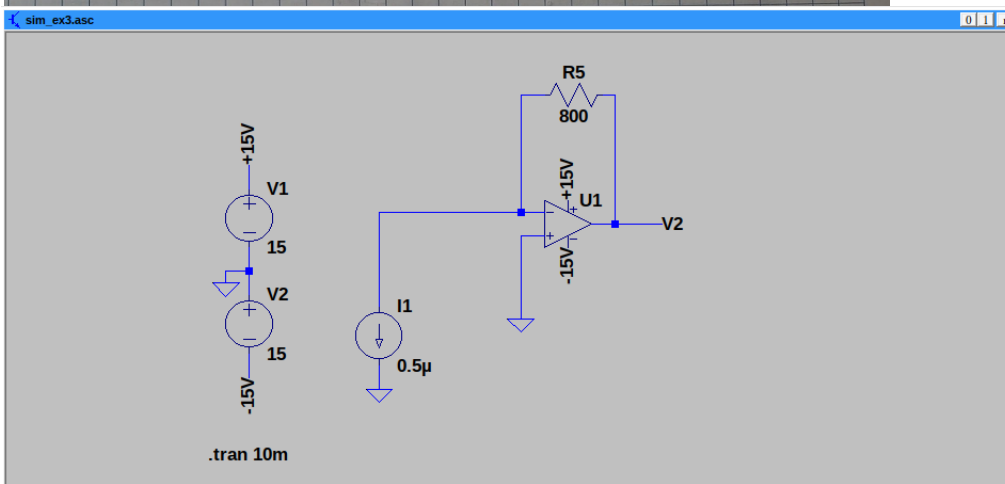 sim_ex3.asc
0 1
R5
800
+15V
V1
15
V2
15
-15V
+15V
U1
-15V
V2
I1
0.5µ
.tran 10m